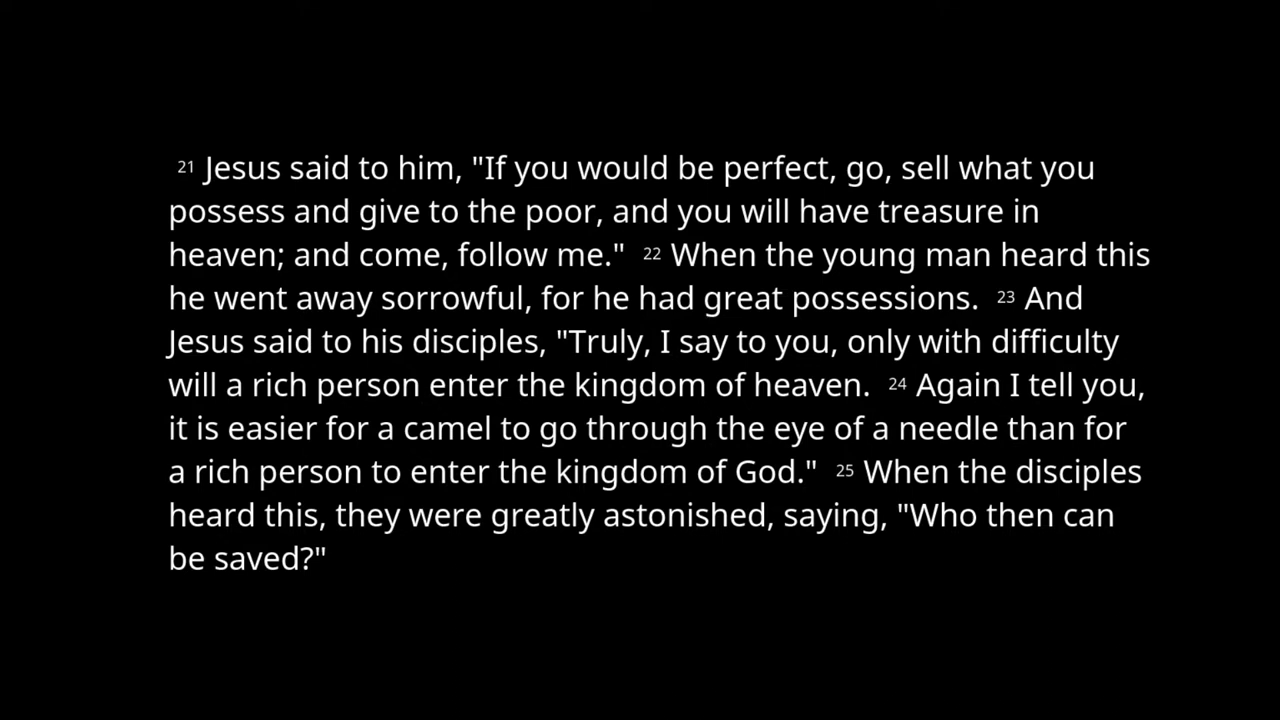 21 Jesus said to him, "If you would be perfect, go, sell what you
possess and give to the poor, and you will have treasure in
heaven; and come, follow me." 22 When the young man heard this
he went away sorrowful, for he had great possessions. 23 And
Jesus said to his disciples, "Truly, I say to you, only with difficulty
will a rich person enter the kingdom of heaven. 24 Again I tell you,
it is easier for a camel to go through the eye of a needle than for
a rich person to enter the kingdom of God." 25 When the disciples
heard this, they were greatly astonished, saying, "Who then can
be saved?"